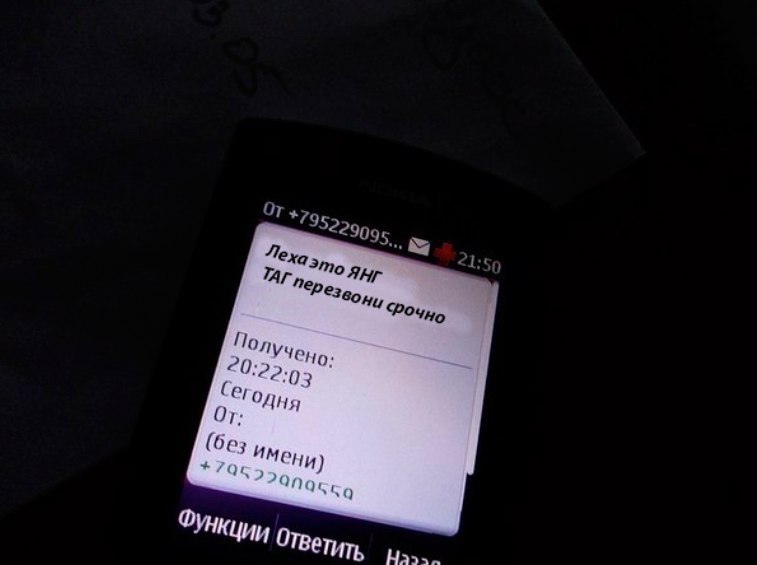 От +795229095... 21:50
Леха это ЯНГ
ТАГ перезвони срочно
Получено:
20:22:03
Сегодня
От:
(без имени)
+79522909559
Функции Ответить Назад